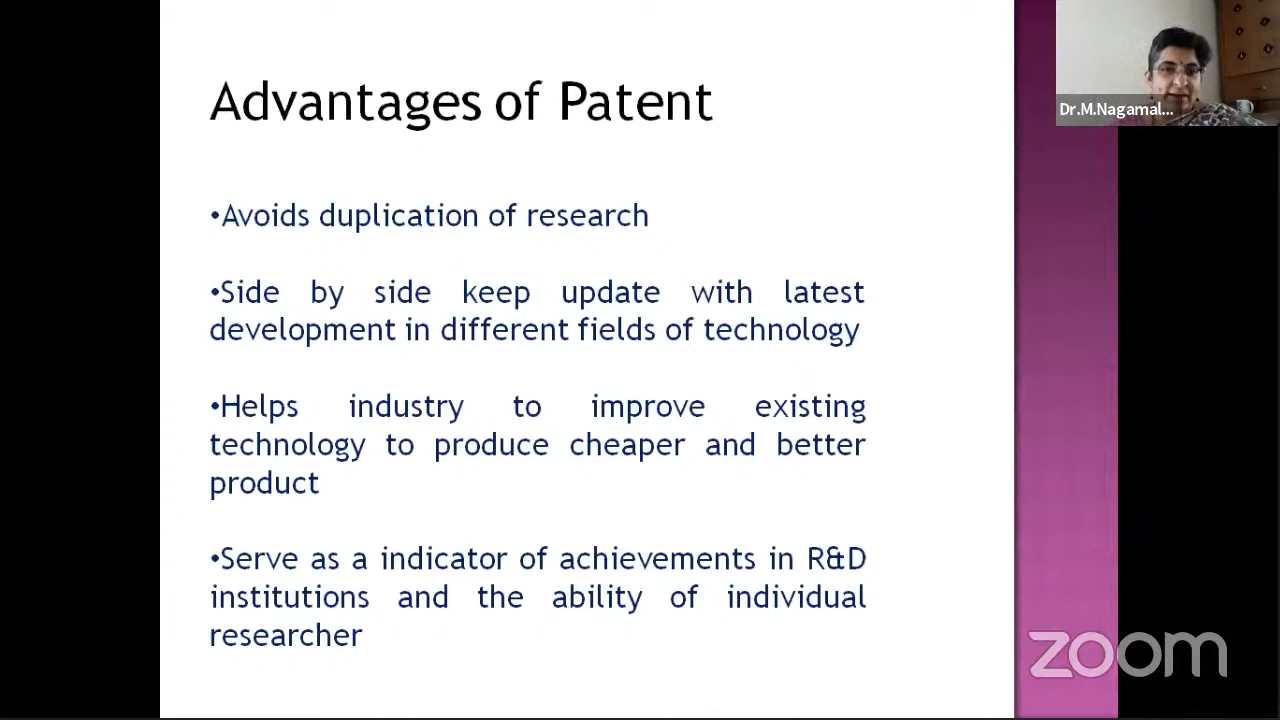 Advantages of Patent
•Avoids duplication of research
•Side by side keep update with latest
development in different fields of technology
•Helps industry to improve existing
technology to produce cheaper and better
product
•Serve as a indicator of achievements in R&D
institutions and the ability of individual
researcher
Dr.M.Nagamal...
zoom